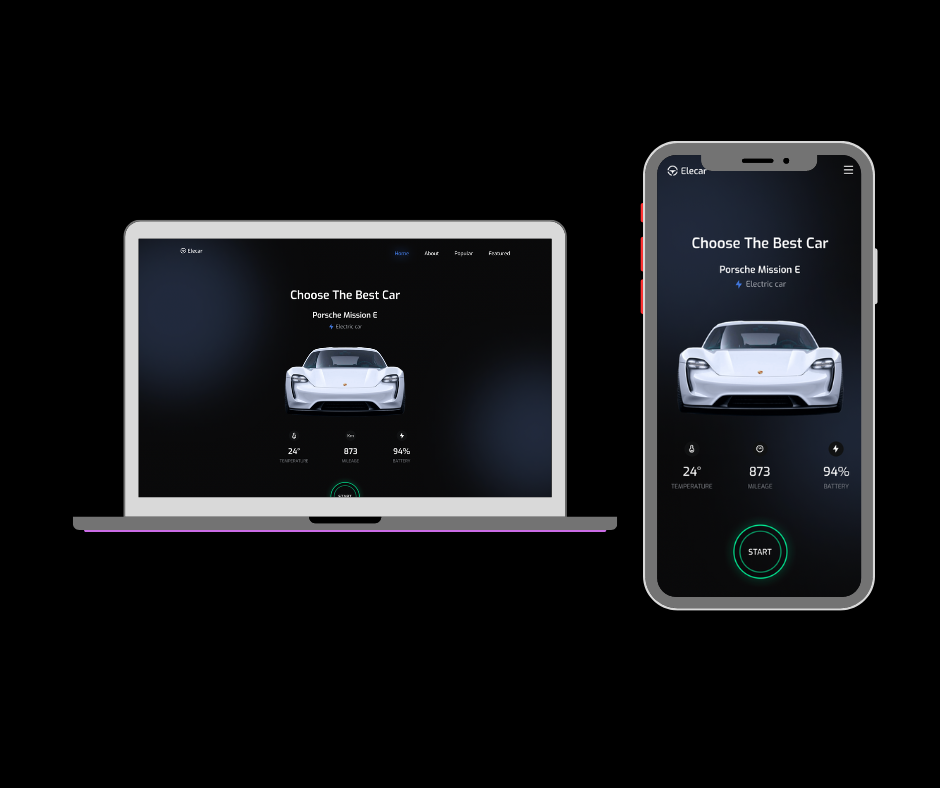 Elecar
Home About Popular Featured
Choose The Best Car
Porsche Mission E
Electric car
Km
24° 873 94%
TEMPERATURE MILEAGE BATTERY
START
Elecar
Choose The Best Car
Porsche Mission E
Electric car
24° 873 94%
TEMPERATURE MILEAGE BATTERY
START